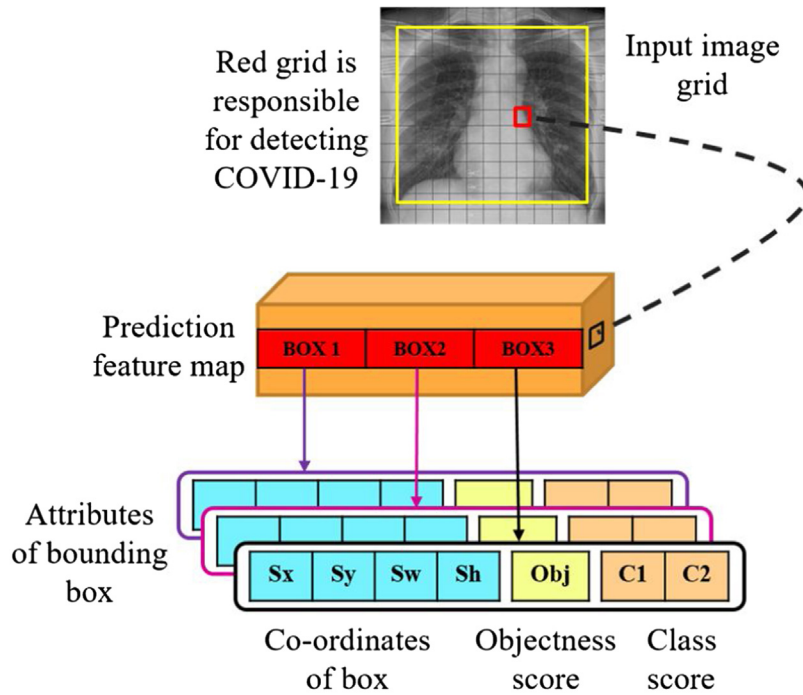 Red grid is
responsible
for detecting
COVID-19
Input image
grid
Prediction
feature map
BOX 1 BOX2 BOX3
Attributes
of bounding
box
Sx Sy Sw Sh Obj C1 C2
Co-ordinates
of box
Objectness
score
Class
score